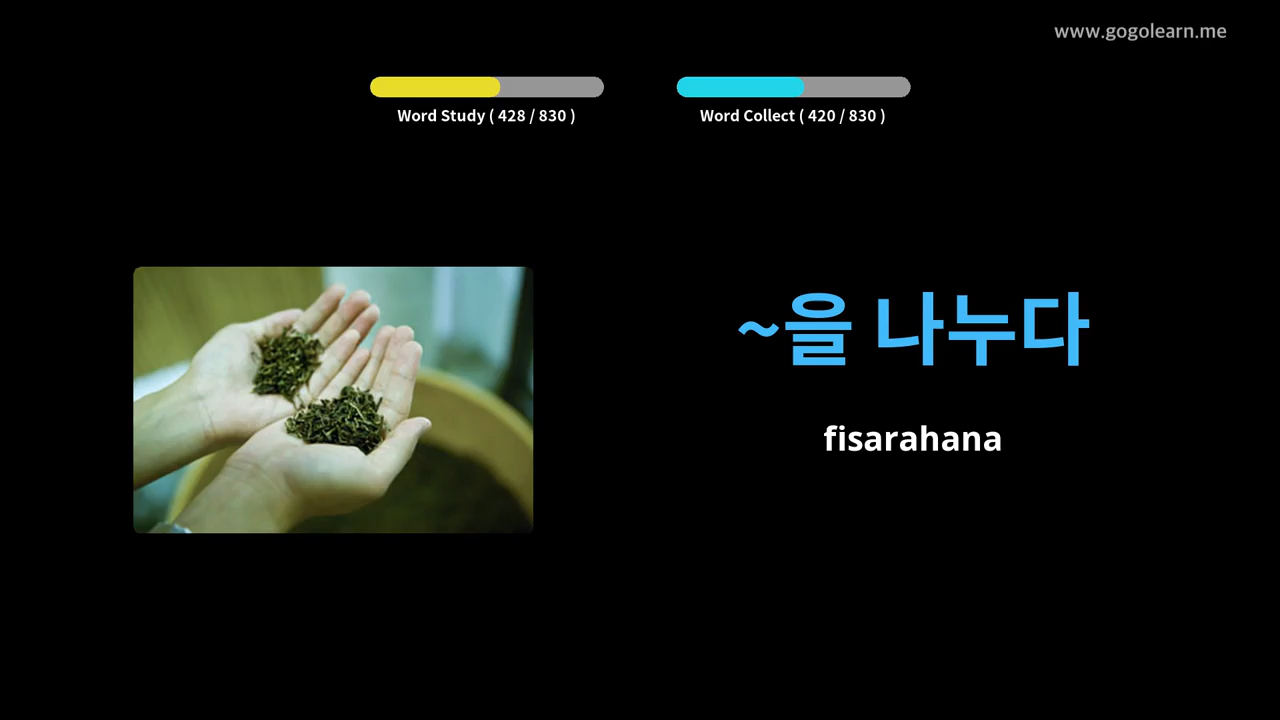 www.gogolearn.me
Word Study ( 428 / 830 )
Word Collect ( 420 / 830 )
~을 나누다
fisarahana